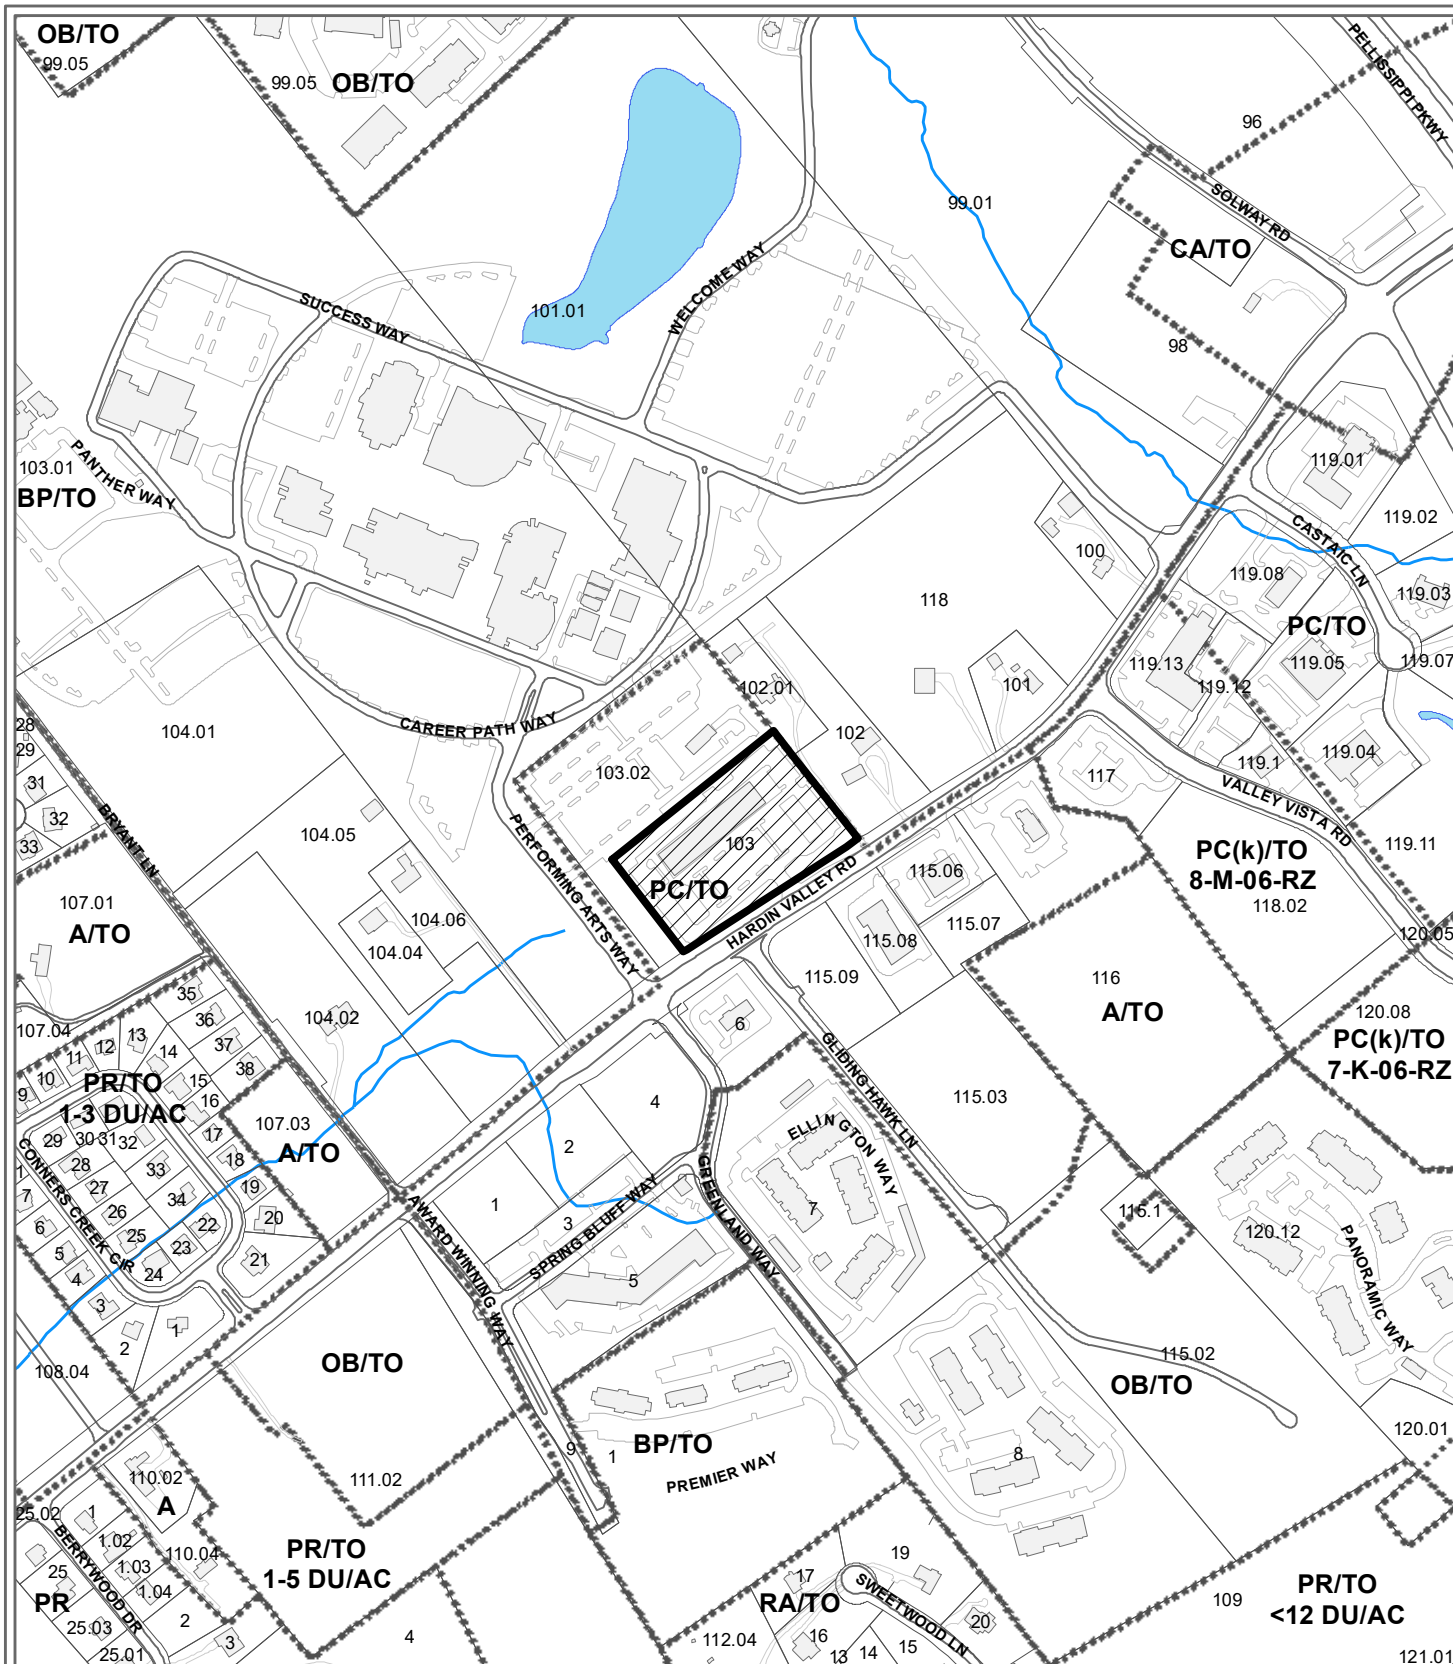 OB/TO
99.05
99.05
OB/TO
PELLISSIPPI PKWY
96
SOLWAY RD
99.01
CA/TO
WELCOME WAY
101.01
SUCCESS WAY
98
119.01
119.02
CASTAIC LN
PANTHER WAY
103.01
BP/TO
100
119.08
119.03
118
PC/TO
119.13
119.05
119.07
119.12
101
102.01
102
CAREER PATH WAY
104.01
28
29
31
32
33
103.02
119.1
119.04
117
VALLEY VISTA RD
BRYANT LN
104.05
PERFORMING ARTS WAY
103
PC/TO
HARDIN VALLEY RD
119.11
PC(k)/TO
8-M-06-RZ
118.02
115.06
115.07
115.08
107.01
A/TO
104.06
104.04
120.05
115.09
116
A/TO
35
36
37
38
104.02
6
GLIDING HAWK LN
120.08
PC(k)/TO
7-K-06-RZ
107.04
13
12
11
10
9
14
15
16
PR/TO
1-3 DU/AC
107.03
A/TO
115.03
4
2
ELLINGTON WAY
29
30
31
32
17
18
28
33
27
34
19
26
20
25
22
23
21
24
1
7
6
5
4
3
2
1
CONNERS CREEK CIR
GREENLAND WAY
1
3
SPRING BLUFF WAY
7
115.1
120.12
PANORAMIC WAY
AWARD WINNING WAY
5
108.04
OB/TO
115.02
OB/TO
110.02
A
111.02
9
1
BP/TO
PREMIER WAY
8
120.01
25.02
1
1.02
1.03
1.04
110.04
BERRYWOOD DR
25
PR
25.03
25.01
2
3
PR/TO
1-5 DU/AC
4
19
17
RA/TO
SWEETWOOD LN
20
112.04
16
13
14
15
109
PR/TO
<12 DU/AC
121.01